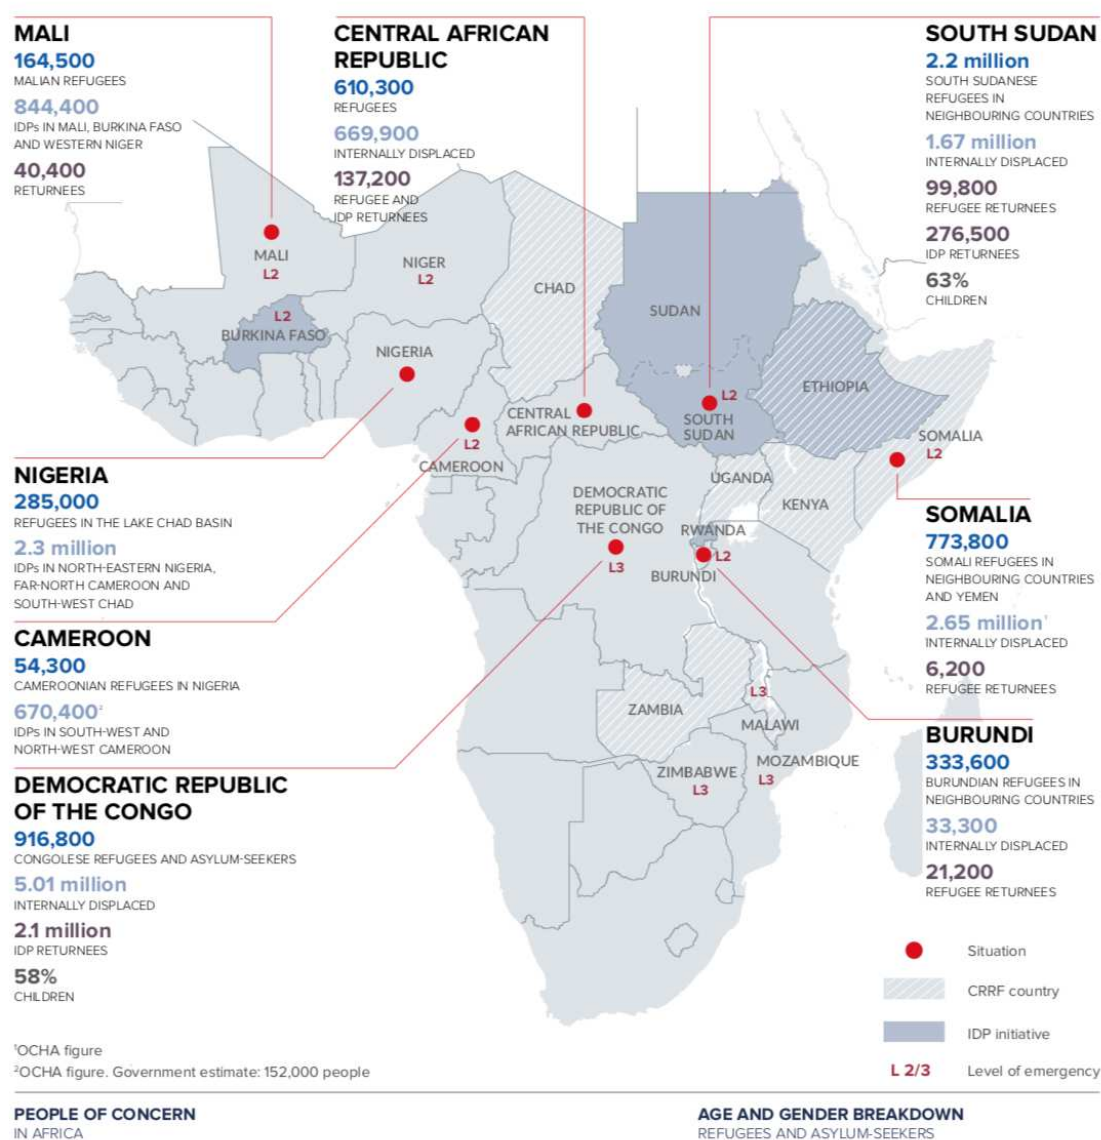 MALI
164,500
MALIAN REFUGEES
844,400
IDPs IN MALI, BURKINA FASO
AND WESTERN NIGER
40,400
RETURNEES
CENTRAL AFRICAN
REPUBLIC
610,300
REFUGEES
669,900
INTERNALLY DISPLACED
137,200
REFUGEE AND
IDP RETURNEES
SOUTH SUDAN
2.2 million
SOUTH SUDANESE
REFUGEES IN
NEIGHBOURING COUNTRIES
1.67 million
INTERNALLY DISPLACED
99,800
REFUGEE RETURNEES
276,500
IDP RETURNEES
63%
CHILDREN
MALI
L2
NIGER
L2
CHAD
SUDAN
L2
BURKINA FASO
NIGERIA
ETHIOPIA
L2
SOUTH
SUDAN
CENTRAL
AFRICAN REPUBLIC
L2
CAMEROON
SOMALIA
L2
UGANDA
KENYA
DEMOCRATIC
REPUBLIC OF
THE CONGO
L3
RWANDA
L2
BURUNDI
ZAMBIA
L3
MALAWI
MOZAMBIQUE
L3
ZIMBABWE
L3
NIGERIA
285,000
REFUGEES IN THE LAKE CHAD BASIN
2.3 million
IDPs IN NORTH-EASTERN NIGERIA,
FAR-NORTH CAMEROON AND
SOUTH-WEST CHAD
CAMEROON
54,300
CAMEROONIAN REFUGEES IN NIGERIA
670,400²
IDPs IN SOUTH-WEST AND
NORTH-WEST CAMEROON
DEMOCRATIC REPUBLIC
OF THE CONGO
916,800
CONGOLESE REFUGEES AND ASYLUM-SEEKERS
5.01 million
INTERNALLY DISPLACED
2.1 million
IDP RETURNEES
58%
CHILDREN
SOMALIA
773,800
SOMALI REFUGEES IN
NEIGHBOURING COUNTRIES
AND YEMEN
2.65 million¹
INTERNALLY DISPLACED
6,200
REFUGEE RETURNEES
BURUNDI
333,600
BURUNDIAN REFUGEES IN
NEIGHBOURING COUNTRIES
33,300
INTERNALLY DISPLACED
21,200
REFUGEE RETURNEES
Situation
CRRF country
IDP initiative
L 2/3 Level of emergency
¹OCHA figure
²OCHA figure. Government estimate: 152,000 people
PEOPLE OF CONCERN
IN AFRICA
AGE AND GENDER BREAKDOWN
REFUGEES AND ASYLUM-SEEKERS